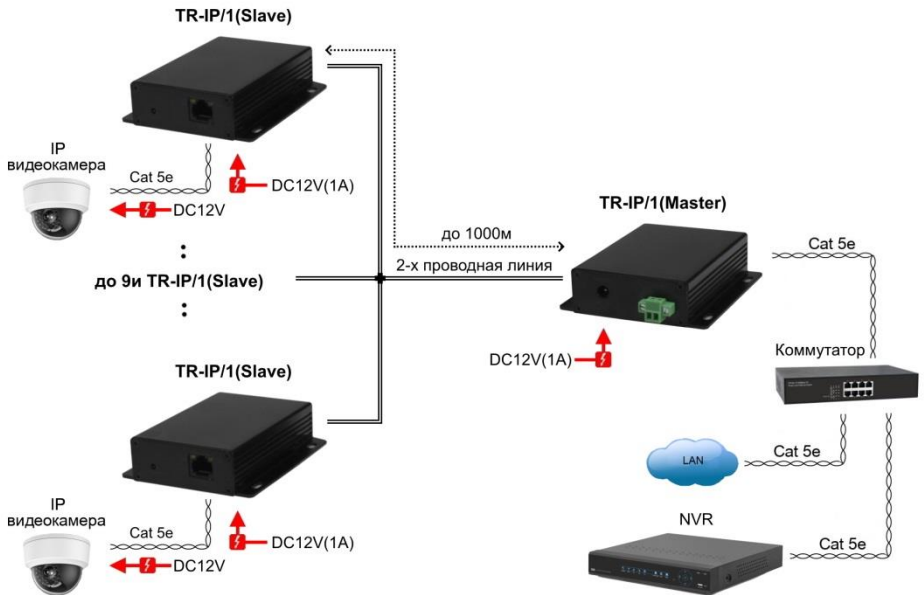 TR-IP/1(Slave)
IP
видеокамера
Cat 5e
DC12V(1A)
DC12V
до 9и TR-IP/1(Slave)
до 1000м
2-х проводная линия
TR-IP/1(Master)
Cat 5e
DC12V(1A)
Коммутатор
TR-IP/1(Slave)
IP
видеокамера
Cat 5e
DC12V(1A)
DC12V
LAN
Cat 5e
NVR
Cat 5e